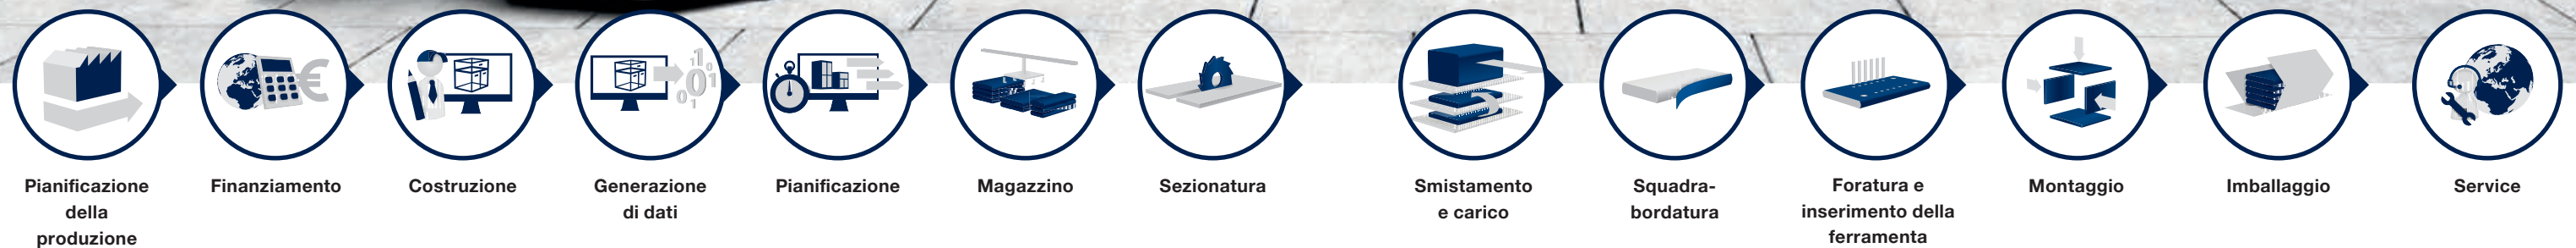 Pianificazione
della
produzione
Finanziamento
Costruzione
Generazione
di dati
Pianificazione
Magazzino
Sezionatura
Smistamento
e carico
Squadra-
bordatura
Foratura e
inserimento della
ferramenta
Montaggio
Imballaggio
Service